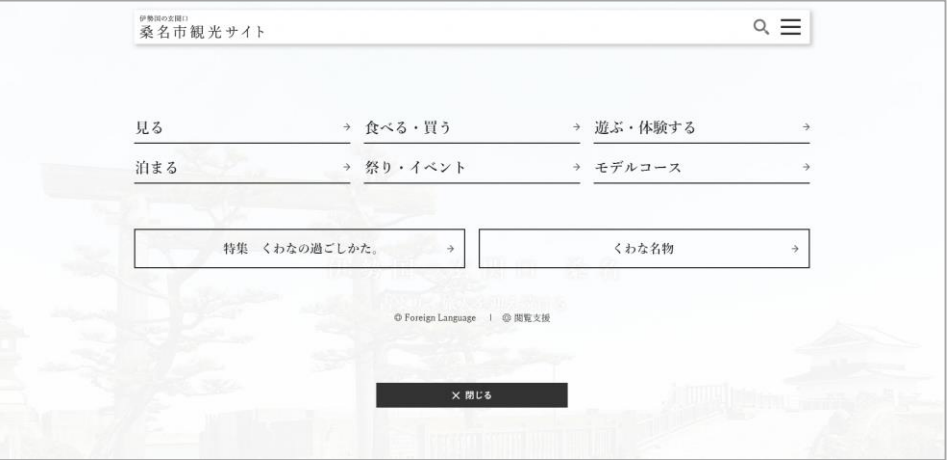 伊勢国の玄関口
桑名市観光サイト
見る → 食べる・買う → 遊ぶ・体験する →
泊まる → 祭り・イベント → モデルコース →
特集　くわなの過ごしかた。 → くわな名物 →
Foreign Language | 閲覧支援
× 閉じる